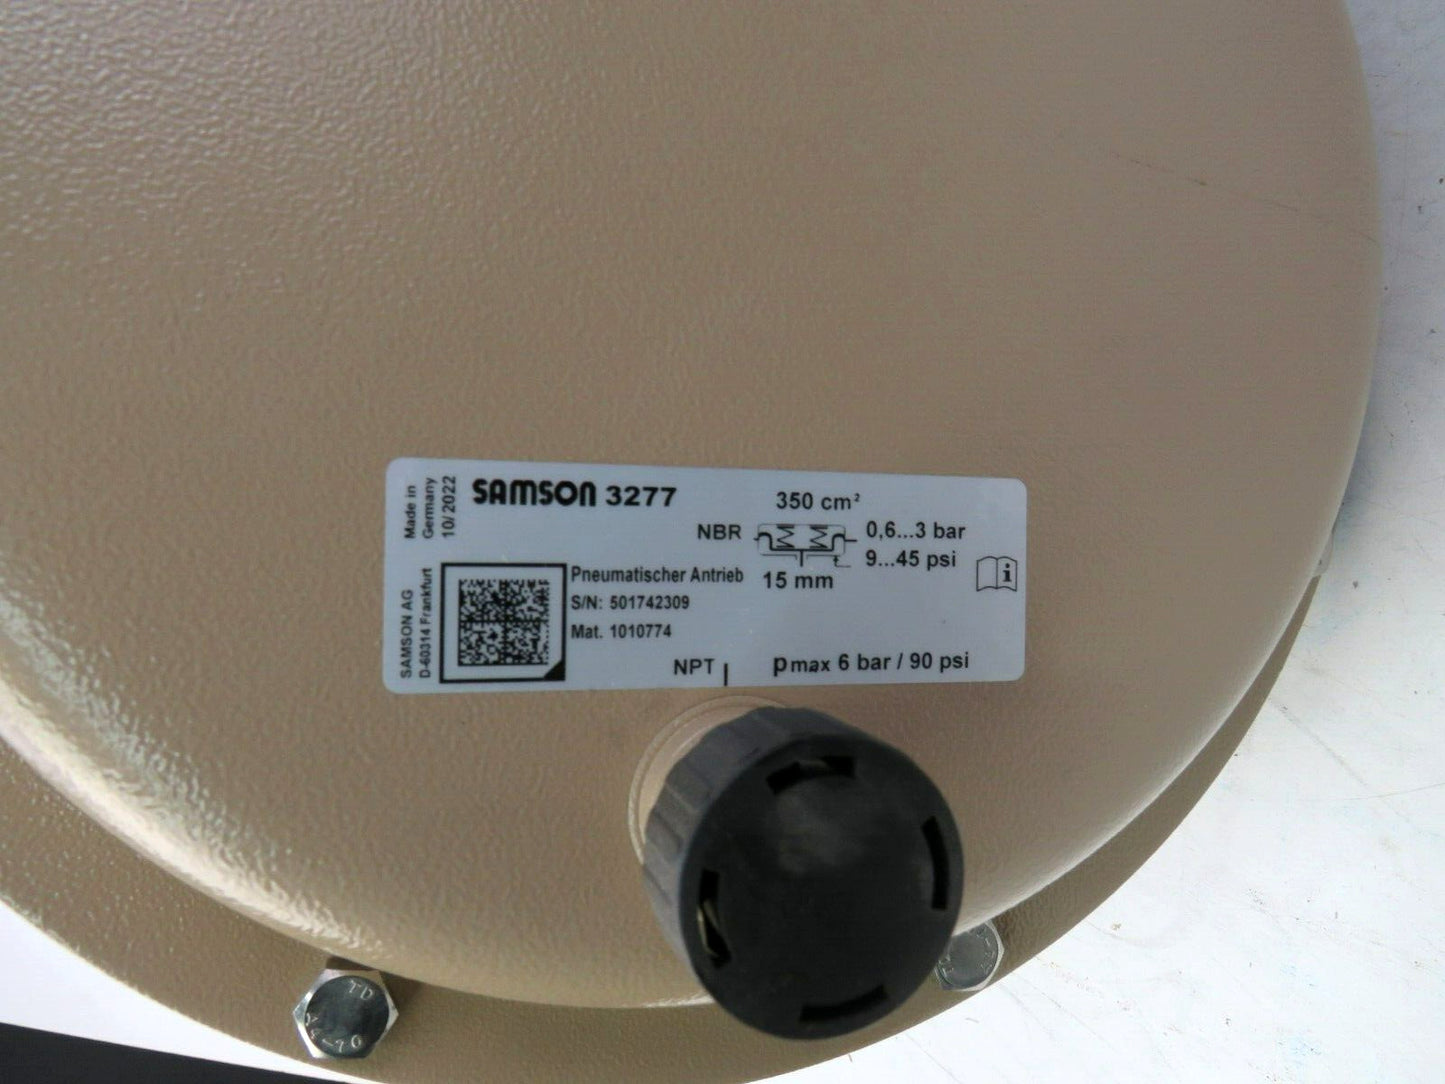 Made in
Germany
10/2022
SAMSON AG
D-60314 Frankfurt
SAMSON 3277
350 cm²
NBR
0,6...3 bar
9...45 psi
15 mm
Pneumatischer Antrieb
S/N: 501742309
Mat. 1010774
NPT
pmax 6 bar / 90 psi
TD